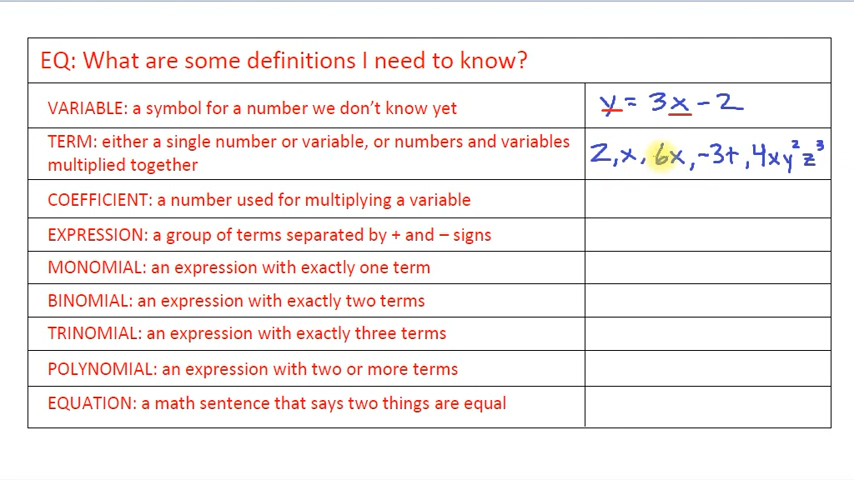 EQ: What are some definitions I need to know?
VARIABLE: a symbol for a number we don't know yet
y = 3x - 2
TERM: either a single number or variable, or numbers and variables
multiplied together
2, x, 6x, -3t, 4xy²z³
COEFFICIENT: a number used for multiplying a variable
EXPRESSION: a group of terms separated by + and – signs
MONOMIAL: an expression with exactly one term
BINOMIAL: an expression with exactly two terms
TRINOMIAL: an expression with exactly three terms
POLYNOMIAL: an expression with two or more terms
EQUATION: a math sentence that says two things are equal